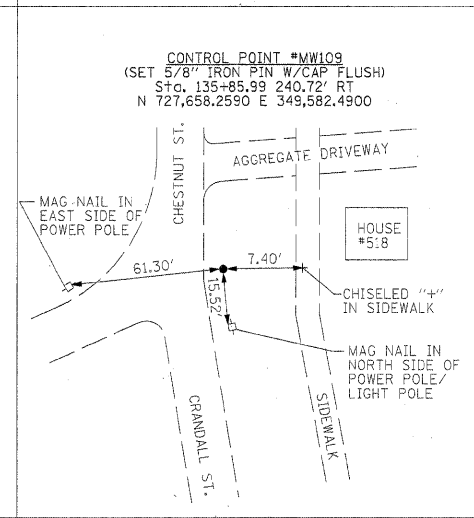 CONTROL POINT #MW109
(SET 5/8" IRON PIN W/CAP FLUSH)
Sta. 135+85.99 240.72' RT
N 727,658.2590 E 349,582.4900
CHESTNUT ST.
AGGREGATE DRIVEWAY
MAG NAIL IN
EAST SIDE OF
POWER POLE
HOUSE
#518
61.30'
7.40'
15.52'
CHISELED "+"
IN SIDEWALK
MAG NAIL IN
NORTH SIDE OF
POWER POLE/
LIGHT POLE
CRANDALL ST.
SIDEWALK